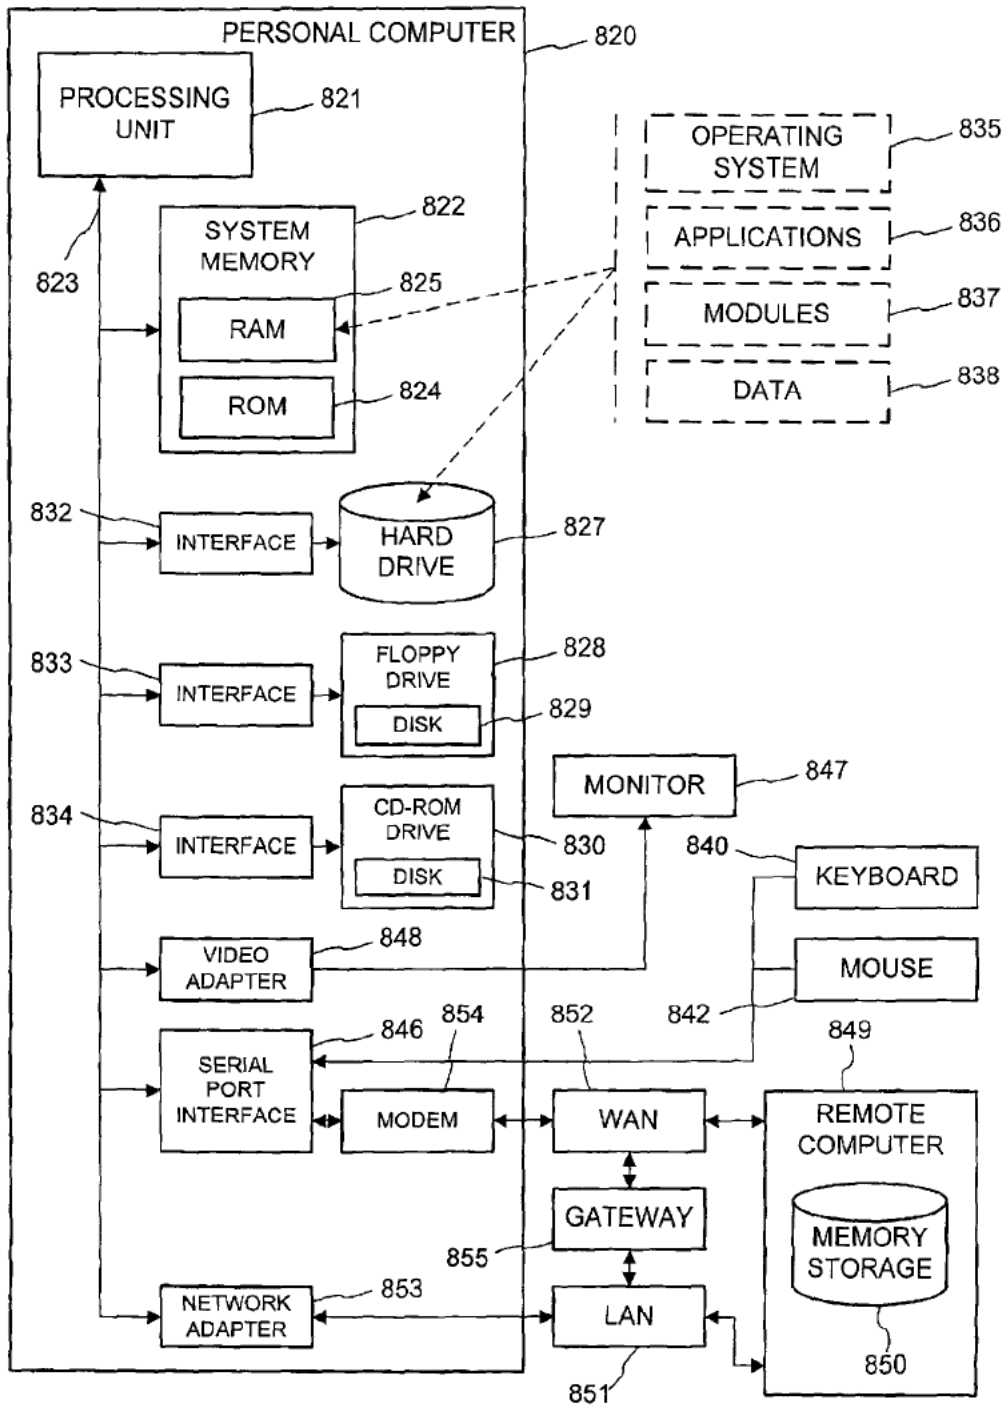 PERSONAL COMPUTER
820
PROCESSING
UNIT
821
823
SYSTEM
MEMORY
822
825
RAM
ROM
824
OPERATING
SYSTEM
835
APPLICATIONS
836
MODULES
837
DATA
838
832
INTERFACE
HARD
DRIVE
827
833
INTERFACE
FLOPPY
DRIVE
828
DISK
829
834
INTERFACE
CD-ROM
DRIVE
830
DISK
831
MONITOR
847
840
KEYBOARD
MOUSE
842
VIDEO
ADAPTER
848
SERIAL
PORT
INTERFACE
846
854
MODEM
852
WAN
849
REMOTE
COMPUTER
GATEWAY
855
MEMORY
STORAGE
850
NETWORK
ADAPTER
853
LAN
851